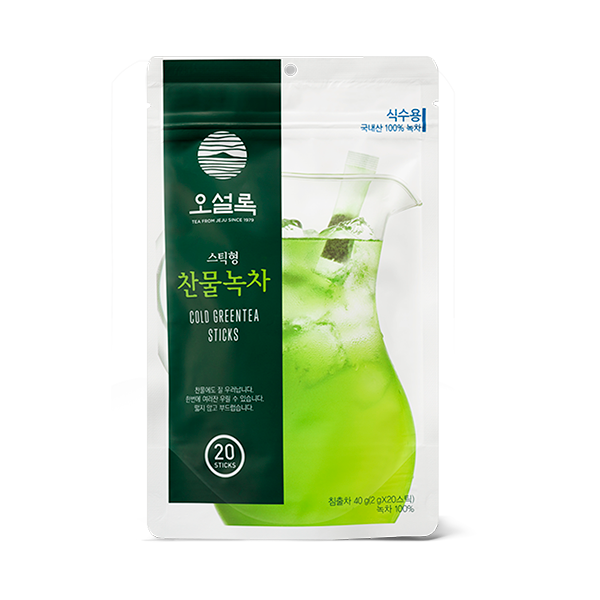 식수용
국내산 100% 녹차
오설록
TEA FROM JEJU SINCE 1979
스틱형
찬물녹차
COLD GREENTEA
STICKS
찬물에도 잘 우러납니다.
한번에 여러잔 우릴 수 있습니다.
떫지 않고 부드럽습니다.
20
STICKS
침출차 40 g(2 gX20스틱)
녹차 100%